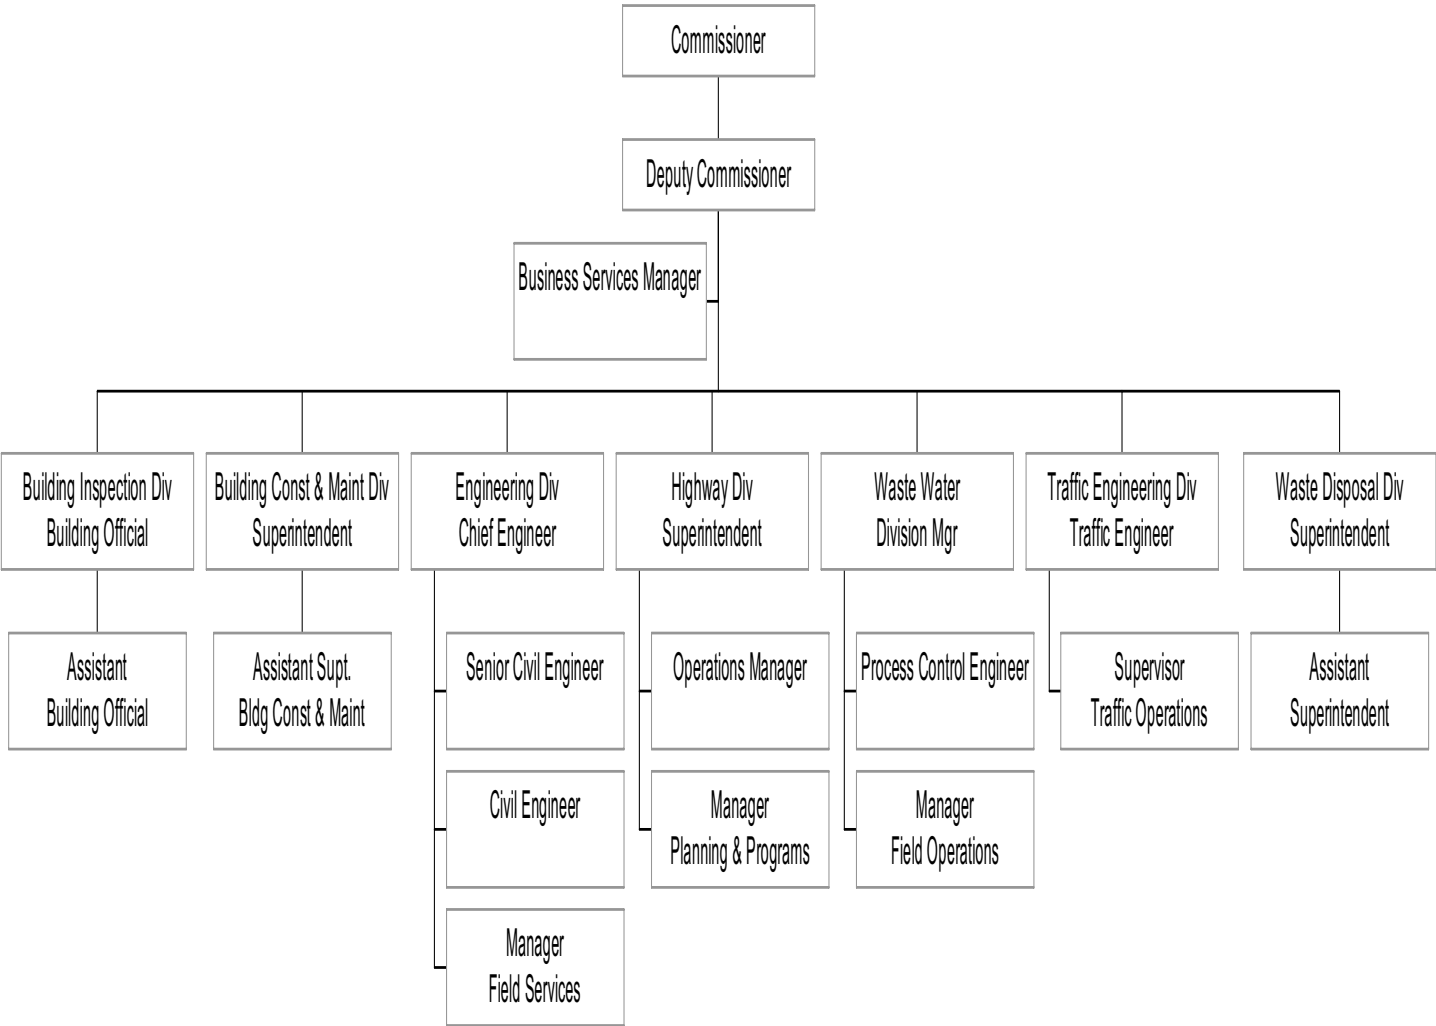 Commissioner
Deputy Commissioner
Business Services Manager
Building Inspection Div
Building Official
Building Const & Maint Div
Superintendent
Engineering Div
Chief Engineer
Highway Div
Superintendent
Waste Water
Division Mgr
Traffic Engineering Div
Traffic Engineer
Waste Disposal Div
Superintendent
Assistant
Building Official
Assistant Supt.
Bldg Const & Maint
Senior Civil Engineer
Operations Manager
Process Control Engineer
Supervisor
Traffic Operations
Assistant
Superintendent
Civil Engineer
Manager
Planning & Programs
Manager
Field Operations
Manager
Field Services